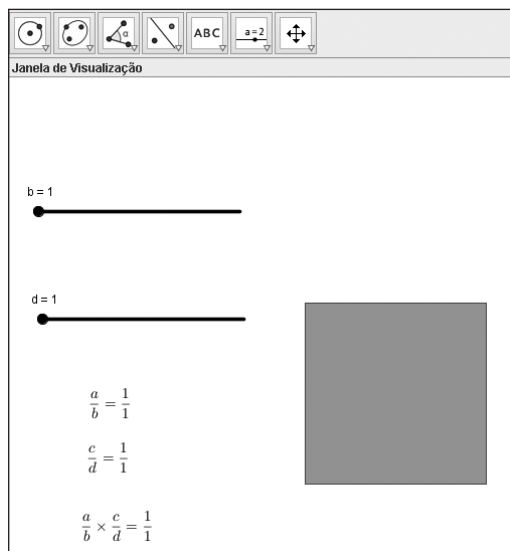 ABC
a = 2
Janela de Visualização
b = 1
d = 1
a/b = 1/1
c/d = 1/1
a/b × c/d = 1/1